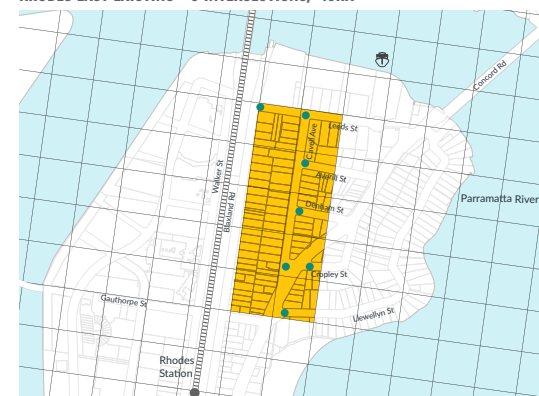 Concord Rd
Leeds St
Cavell Ave
Averill St
Walker St
Blaxland Rd
Denham St
Parramatta River
Cropley St
Gauthorpe St
Llewellyn St
Rhodes
Station